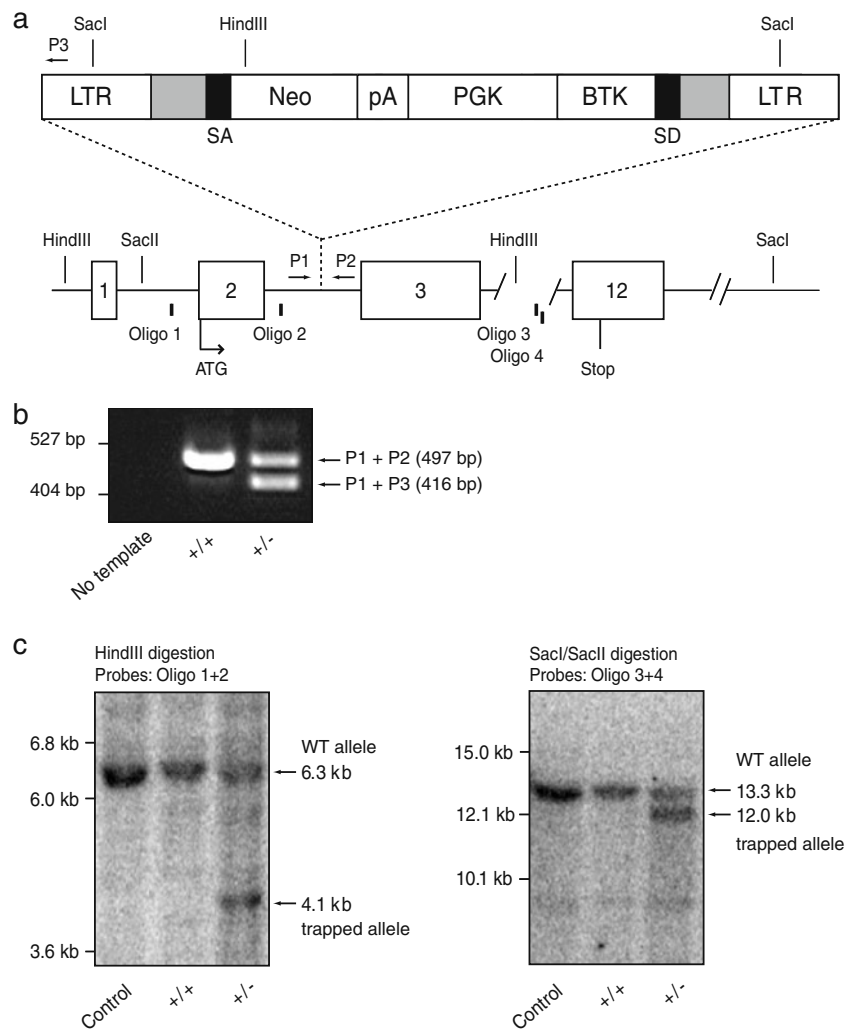 a
SacI
HindIII
SacI
P3
LTR
Neo
pA
PGK
BTK
LTR
SA
SD
HindIII
SacII
P1
P2
HindIII
SacI
1
2
3
12
Oligo 1
Oligo 2
Oligo 3
Oligo 4
ATG
Stop
b
527 bp
404 bp
P1 + P2 (497 bp)
P1 + P3 (416 bp)
No template
+/+
+/-
c
HindIII digestion
Probes: Oligo 1+2
6.8 kb
6.0 kb
3.6 kb
WT allele
6.3 kb
4.1 kb
trapped allele
Control
+/+
+/-
SacI/SacII digestion
Probes: Oligo 3+4
15.0 kb
12.1 kb
10.1 kb
WT allele
13.3 kb
12.0 kb
trapped allele
Control
+/+
+/-